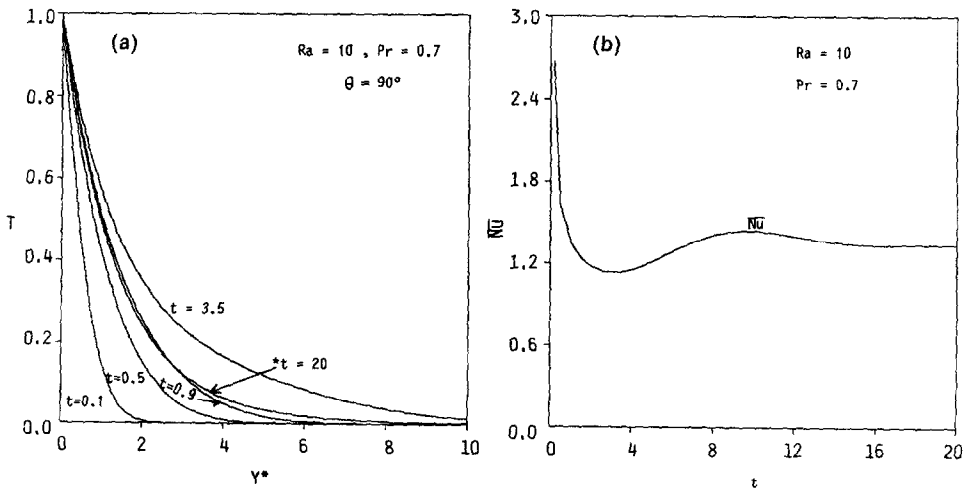 (a)
Ra = 10 , Pr = 0.7
θ = 90°
1.0
0.8
0.6
0.4
0.2
0.0
T
t = 3.5
*t = 20
t=0.9
t=0.5
t=0.1
0 2 4 6 8 10
Y*
(b)
Ra = 10
Pr = 0.7
3.0
2.4
1.8
1.2
0.6
0.0
N̅u̅
N̅u̅
0 4 8 12 16 20
t